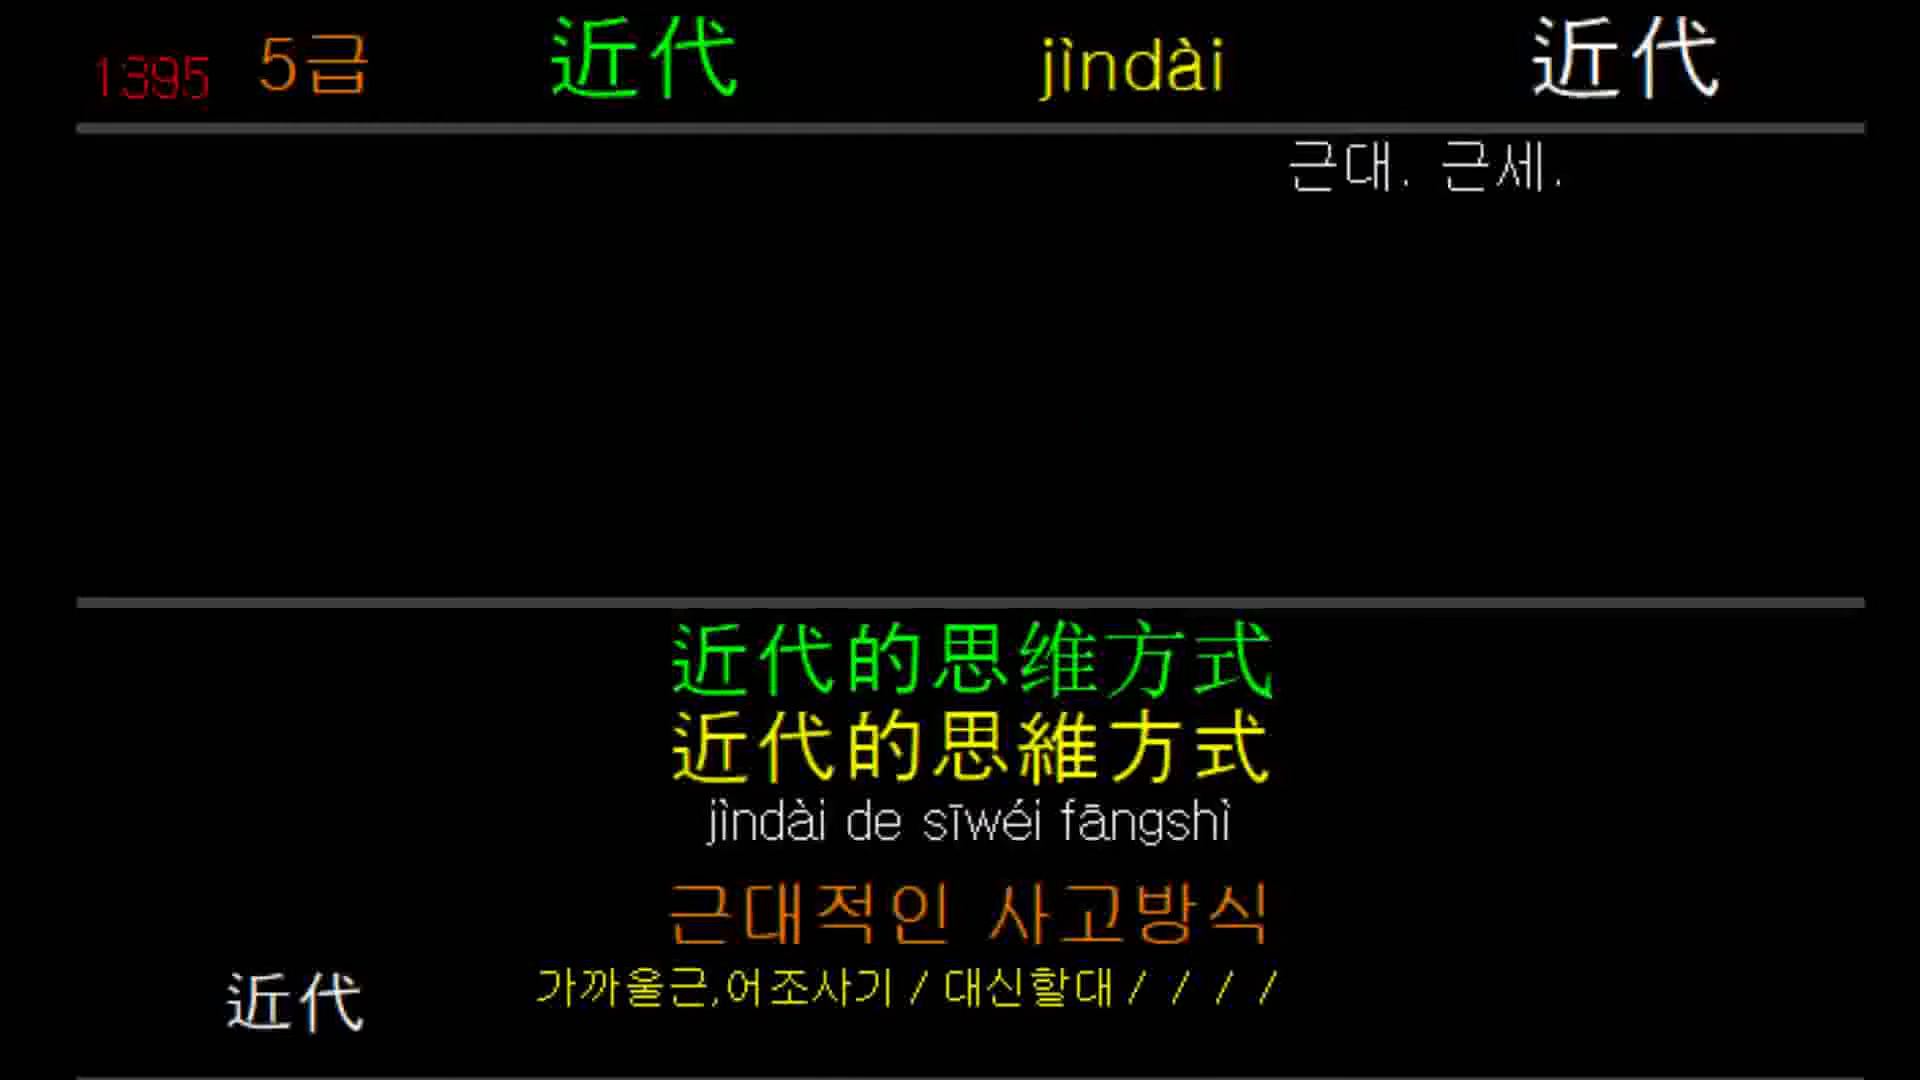 1395 5급 近代 jìndài 近代
근대. 근세.
近代的思维方式
近代的思維方式
jìndài de sīwéi fāngshì
근대적인 사고방식
近代 가까울근,어조사기 / 대신할대 / / / /